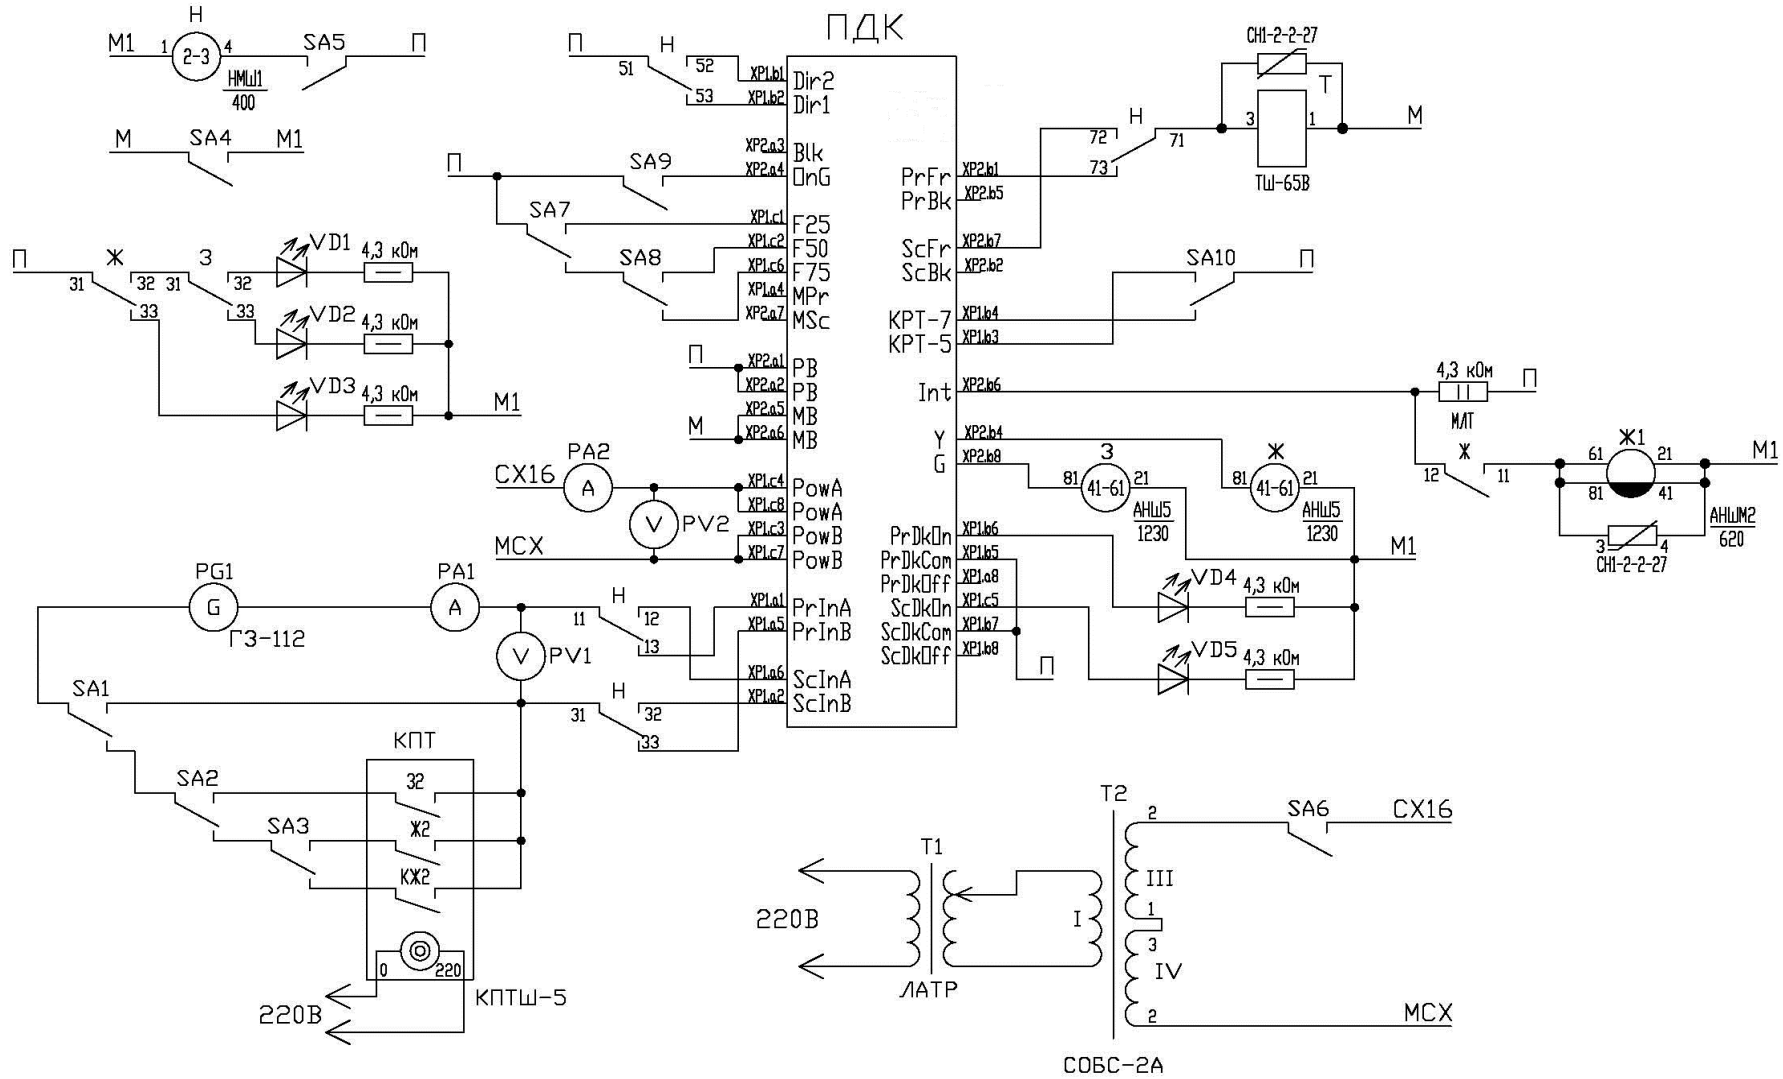 ПДК
Н
М1 1 2-3 4 SA5 П
НМШ1
400
М SA4 М1
П Ж З VD1 4,3 кОм
31 32 31 32
33 33 VD2 4,3 кОм
VD3 4,3 кОм М1
П Н
51 52
53
П SA9
SA7
SA8
П
М
СХ16 PA2 A
V PV2
МСХ
PG1 PA1
G A
ГЗ-112
V PV1
Н
11 12
13
Н
31 32
33
SA1
SA2
SA3
КПТ
32
Ж2
КЖ2
0 220
220В
КПТШ-5
XP1.b1 Dir2
XP1.b2 Dir1
XP2.a3 Blk
XP2.a4 OnG
XP1.c1 F25
XP1.c2 F50
XP1.c6 F75
XP1.a4 MPr
XP2.a7 MSc
XP2.a1 PB
XP2.a2 PB
XP2.a5 MB
XP2.a6 MB
XP1.c4 PowA
XP1.c8 PowA
XP1.c3 PowB
XP1.c7 PowB
XP1.a1 PrInA
XP1.a5 PrInB
XP1.a6 ScInA
XP1.a2 ScInB
PrFr XP2.b1
PrBk XP2.b5
ScFr XP2.b7
ScBk XP2.b2
КРТ-7 XP1.b4
КРТ-5 XP1.b3
Int XP2.b6
Y XP2.b4
G XP2.b8
PrDkOn XP1.b6
PrDkCom XP1.b5
PrDkOff XP1.a8
ScDkOn XP1.c5
ScDkCom XP1.b7
ScDkOff XP1.b8
СН1-2-2-27
Т
Н
72 71
73
3 1 М
ТШ-65В
SA10 П
4,3 кОм П
МЛТ
Ж
12 11
Ж1
61 21 М1
81 41
АНШМ2
620
3 4
СН1-2-2-27
З
81 41-61 21
АНШ5
1230
Ж
81 41-61 21
АНШ5
1230
М1
VD4 4,3 кОм
VD5 4,3 кОм
П
220В
Т1
ЛАТР
Т2
I
2
III
1
3
IV
2
SA6 СХ16
МСХ
СОБС-2А